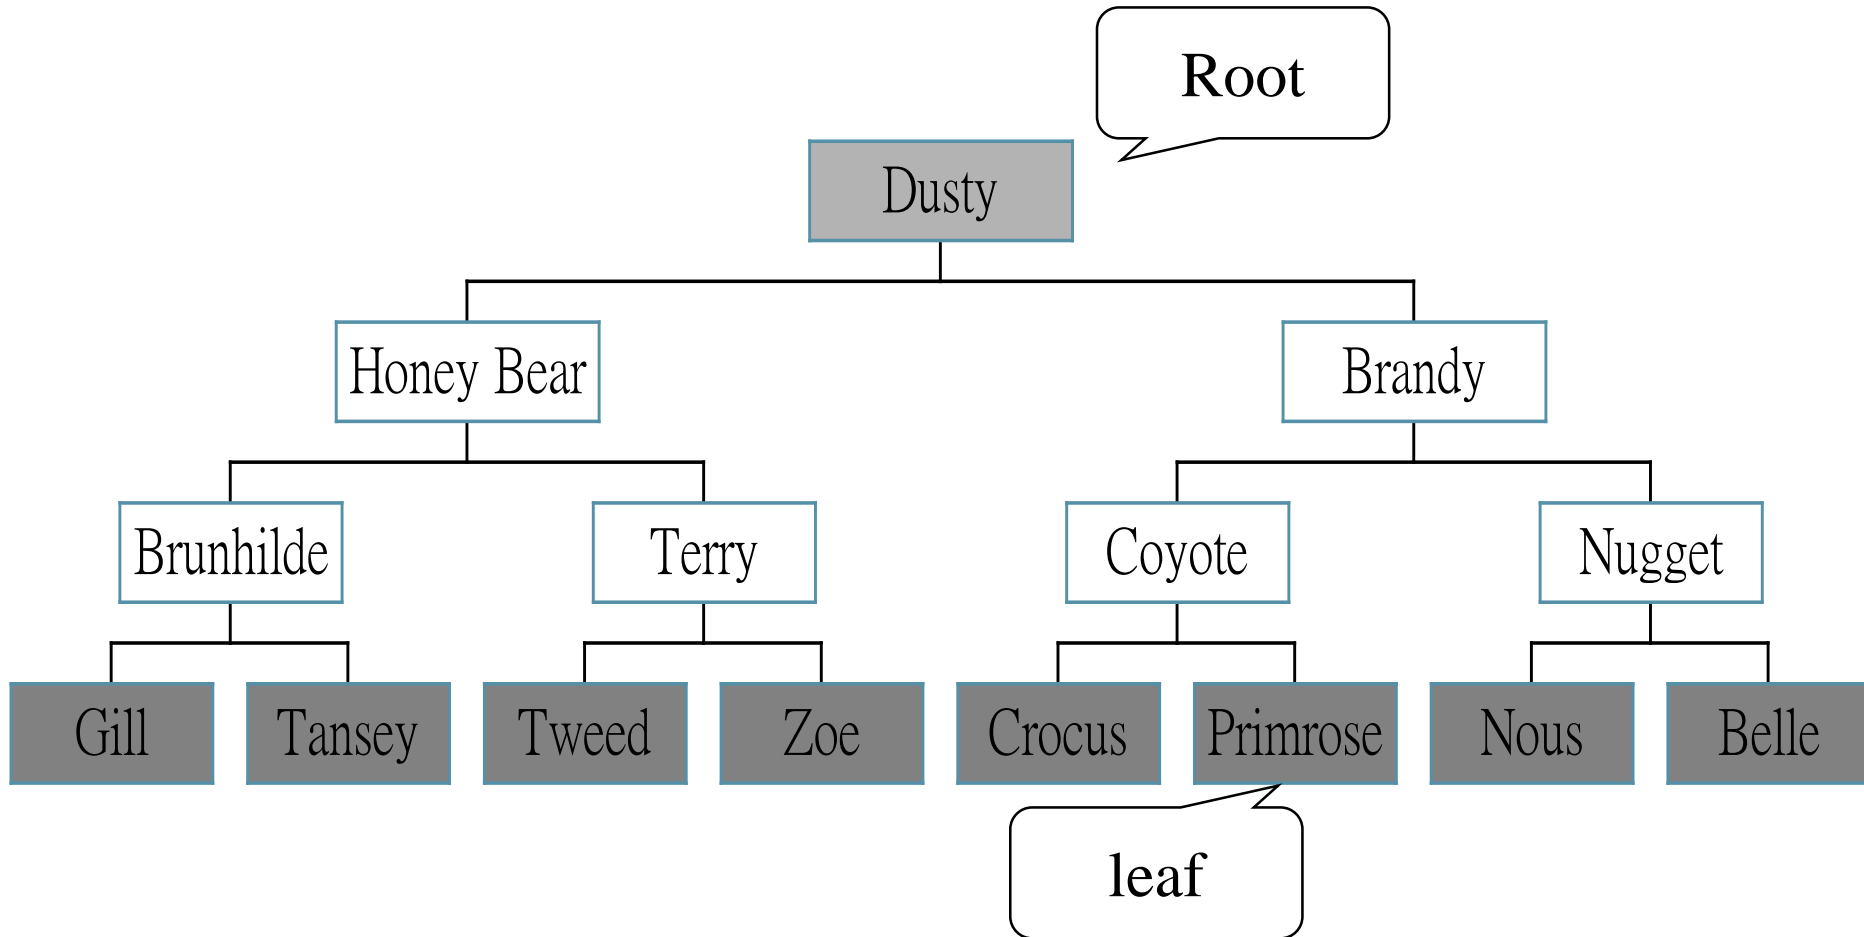 Root
Dusty
Honey Bear
Brandy
Brunhilde
Terry
Coyote
Nugget
Gill
Tansey
Tweed
Zoe
Crocus
Primrose
Nous
Belle
leaf